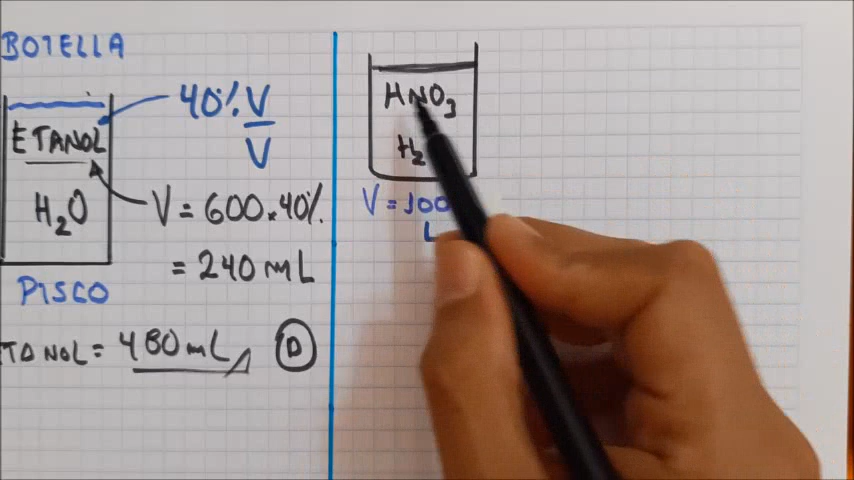 BOTELLA
ETANOL
H2O
PISCO
40% V
V
V = 600 × 40%
= 240 mL
TANOL = 480 mL D
HNO3
H2
V = 100
L